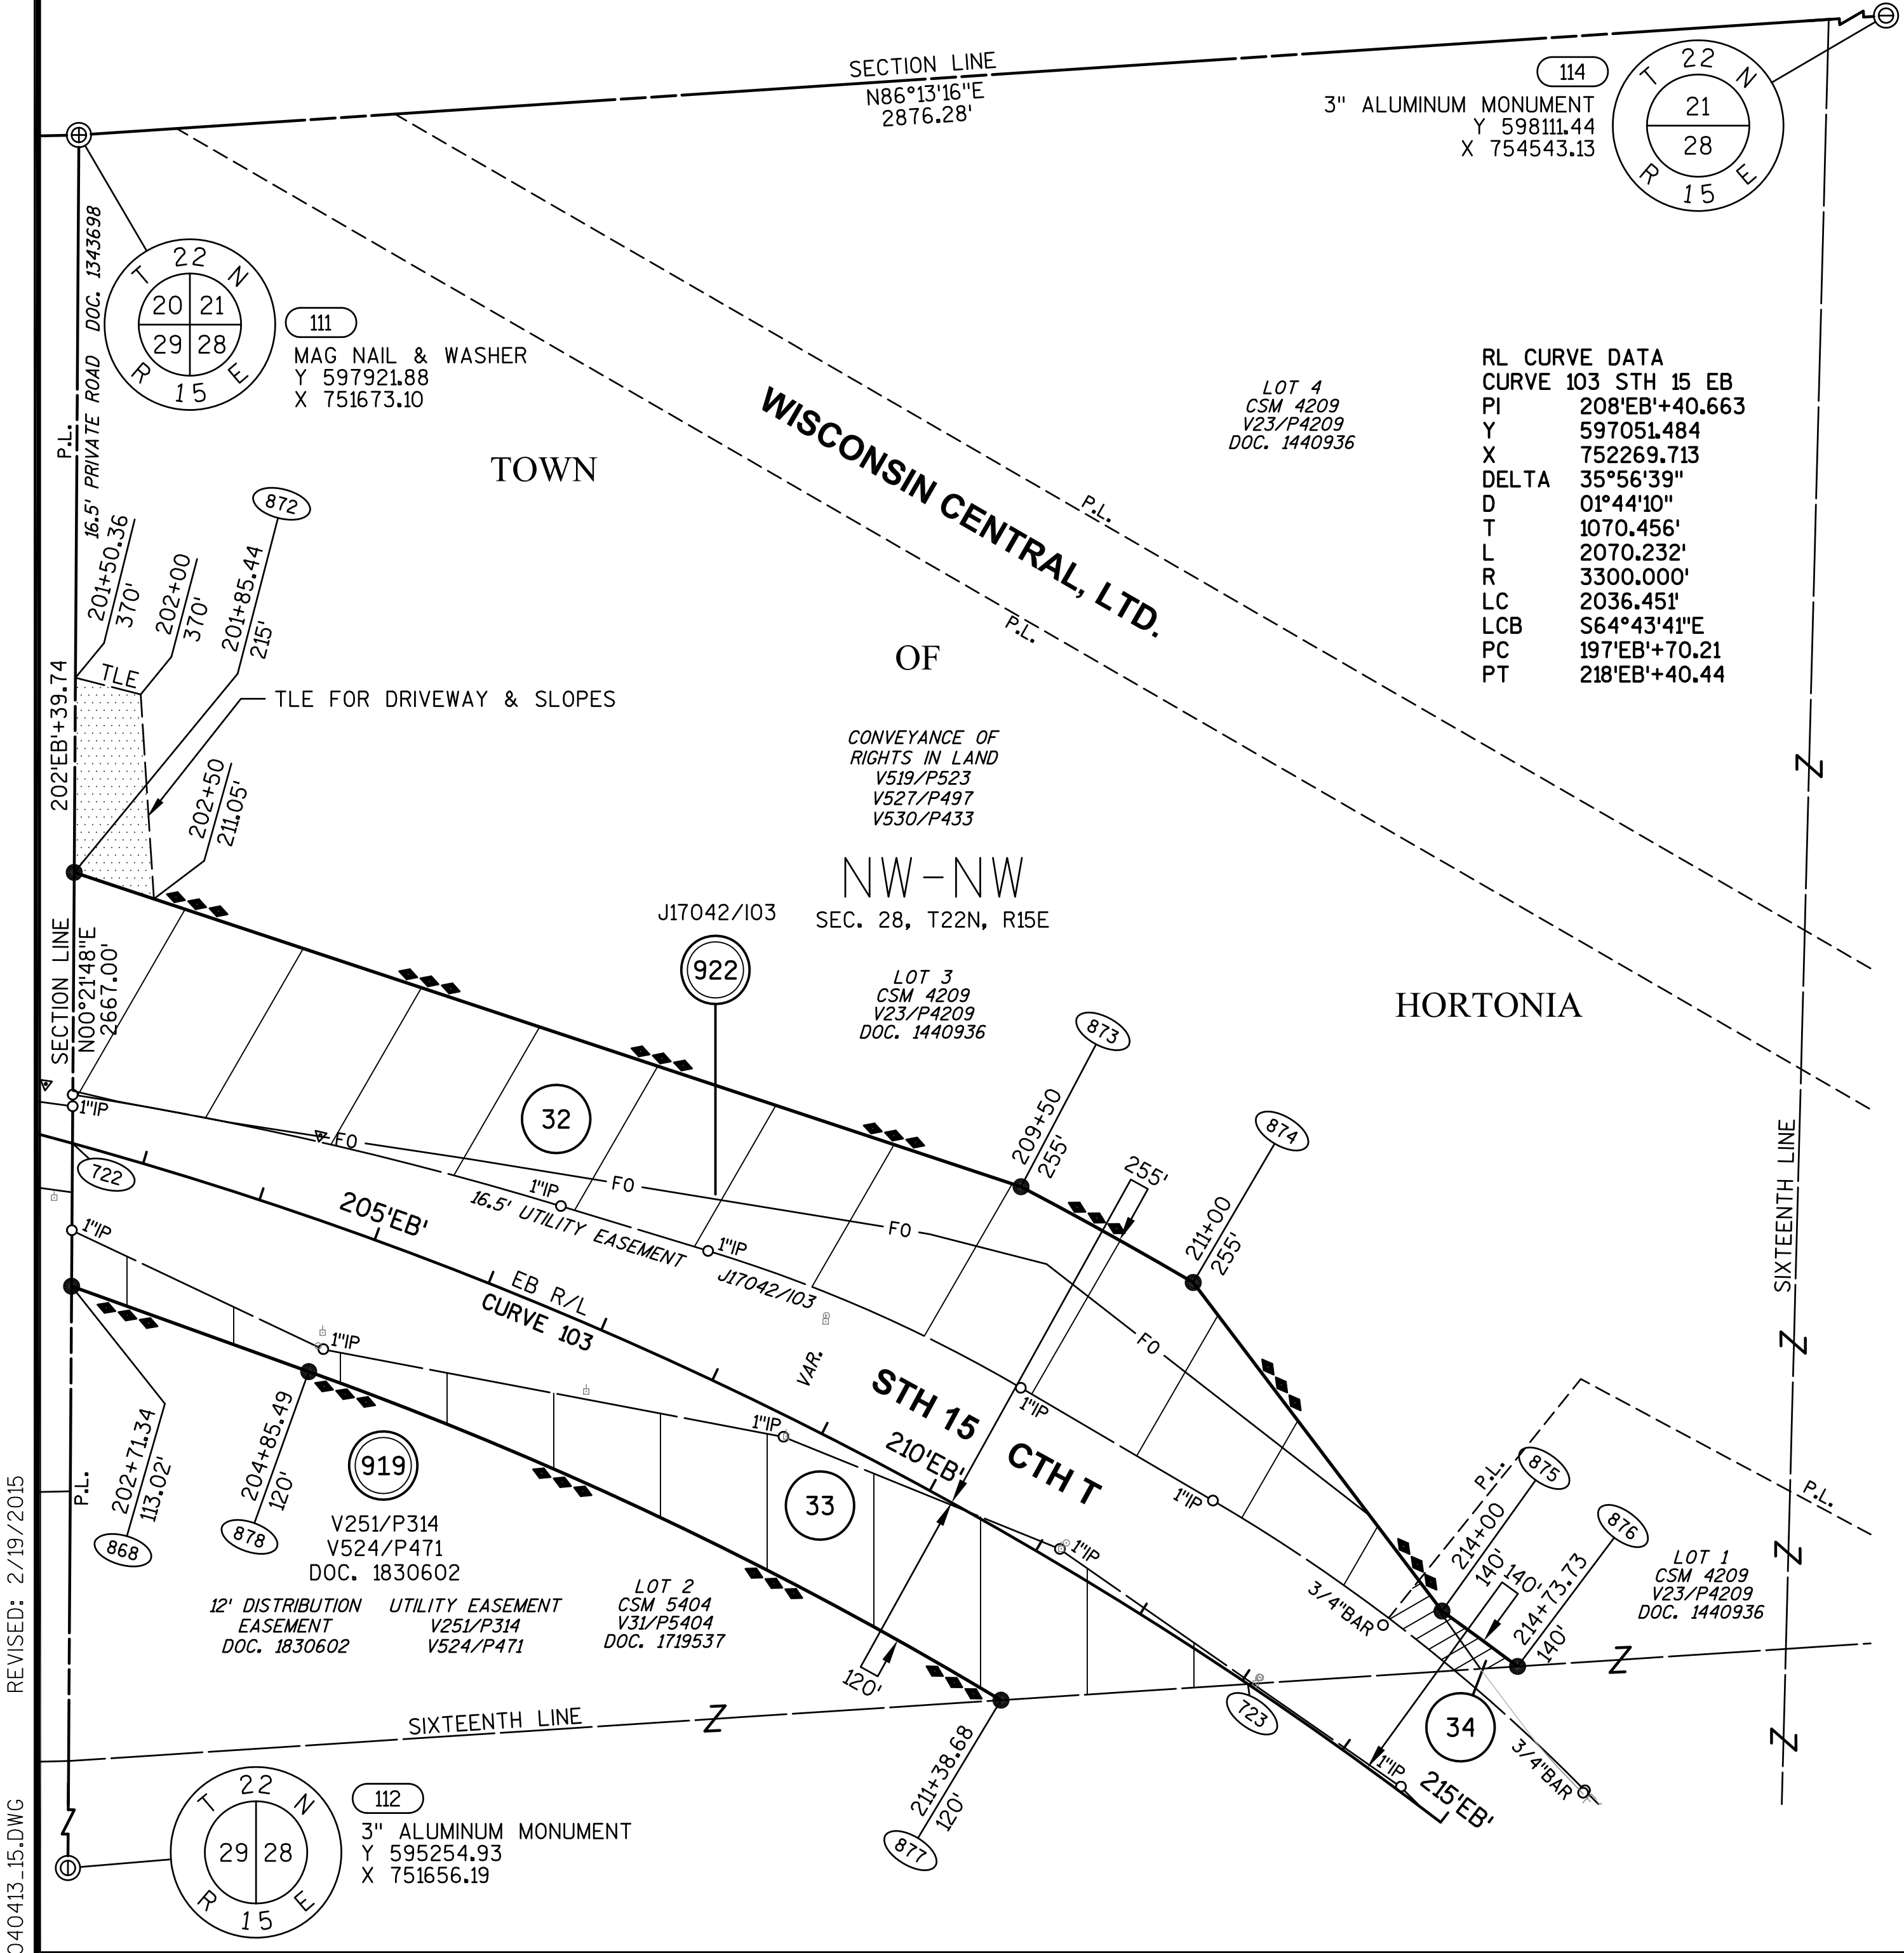 SECTION LINE
N86°13'16"E
2876.28'
114
3" ALUMINUM MONUMENT
Y 598111.44
X 754543.13
T 22 N
21
28
R 15 E
16.5' PRIVATE ROAD DOC. 1343698
P.L.
T 22 N
20 21
29 28
R 15 E
111
MAG NAIL & WASHER
Y 597921.88
X 751673.10
RL CURVE DATA
CURVE 103 STH 15 EB
PI 208'EB'+40.663
Y 597051.484
X 752269.713
DELTA 35°56'39"
D 01°44'10"
T 1070.456'
L 2070.232'
R 3300.000'
LC 2036.451'
LCB S64°43'41"E
PC 197'EB'+70.21
PT 218'EB'+40.44
LOT 4
CSM 4209
V23/P4209
DOC. 1440936
WISCONSIN CENTRAL, LTD.
P.L.
P.L.
TOWN
OF
HORTONIA
872
201+50.36
370'
202+00
370'
201+85.44
215'
TLE
TLE FOR DRIVEWAY & SLOPES
202'EB'+39.74
202+50
211.05'
CONVEYANCE OF
RIGHTS IN LAND
V519/P523
V527/P497
V530/P433
NW-NW
SEC. 28, T22N, R15E
J17042/103
922
LOT 3
CSM 4209
V23/P4209
DOC. 1440936
SECTION LINE
N00°21'48"E
2667.00'
Z
SIXTEENTH LINE
Z
Z
Z
873
209+50
255'
874
211+00
255'
255'
1"IP
32
FO
FO
FO
FO
722
1"IP
16.5' UTILITY EASEMENT
1"IP
J17042/103
205'EB'
EB R/L
CURVE 103
1"IP
1"IP
VAR.
STH 15 CTH T
210'EB'
1"IP
1"IP
1"IP
1"IP
P.L.
202+71.34
113.02'
868
204+85.49
120'
878
919
V251/P314
V524/P471
DOC. 1830602
12' DISTRIBUTION
EASEMENT
DOC. 1830602
UTILITY EASEMENT
V251/P314
V524/P471
LOT 2
CSM 5404
V31/P5404
DOC. 1719537
33
120'
P.L.
P.L.
875
214+00
140'
140'
876
214+73.73
140'
LOT 1
CSM 4209
V23/P4209
DOC. 1440936
3/4"BAR
Z
SIXTEENTH LINE
Z
723
34
3/4"BAR
1"IP
215'EB'
211+38.68
120'
877
T 22 N
29 28
R 15 E
112
3" ALUMINUM MONUMENT
Y 595254.93
X 751656.19
REVISED: 2/19/2015
040413_15.DWG